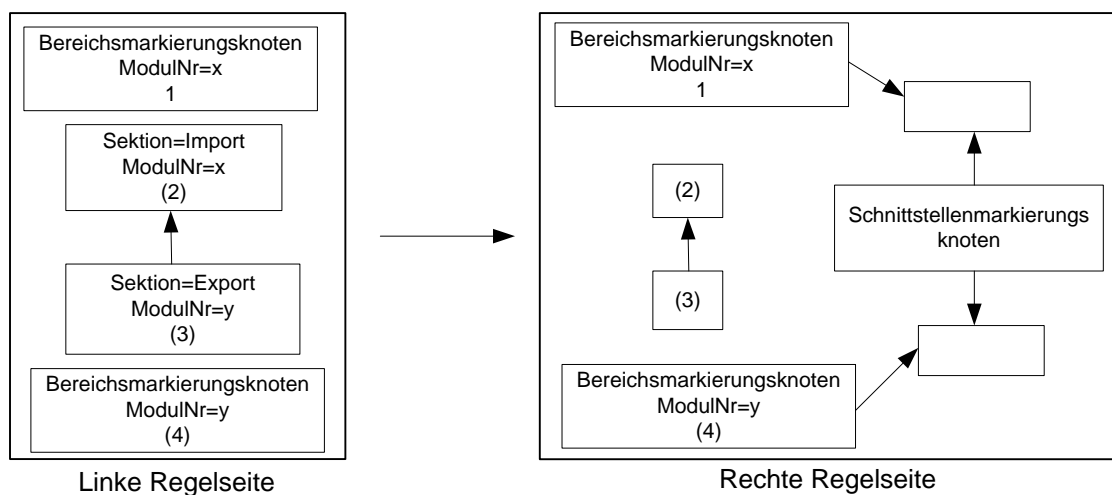 Bereichsmarkierungsknoten
ModulNr=x
1
Sektion=Import
ModulNr=x
(2)
Sektion=Export
ModulNr=y
(3)
Bereichsmarkierungsknoten
ModulNr=y
(4)
Linke Regelseite
Bereichsmarkierungsknoten
ModulNr=x
1
(2)
(3)
Schnittstellenmarkierungs
knoten
Bereichsmarkierungsknoten
ModulNr=y
(4)
Rechte Regelseite